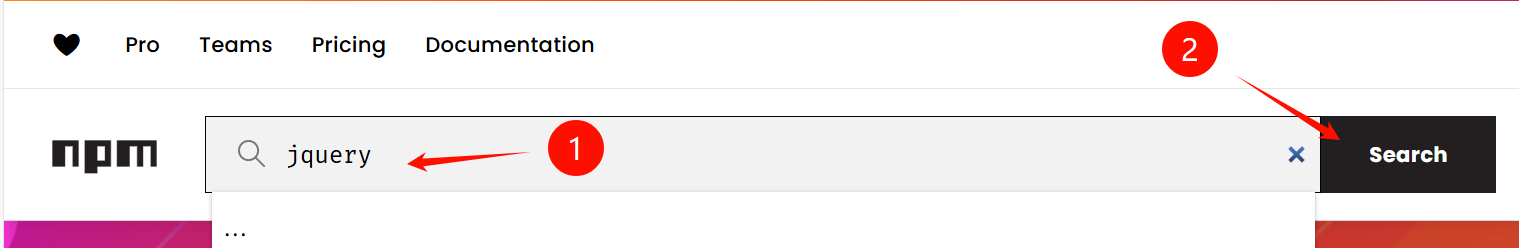 Pro Teams Pricing Documentation
2
npm
jquery
1
×
Search
...